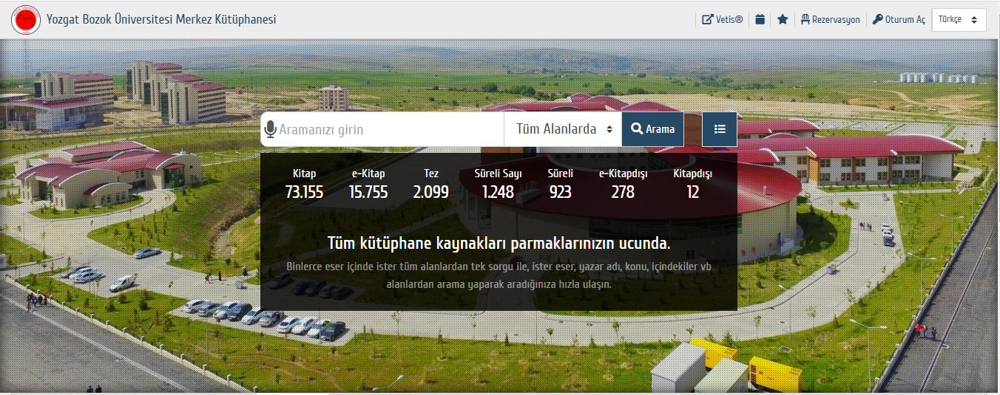 Yozgat Bozok Üniversitesi Merkez Kütüphanesi
Vetis®
Rezervasyon
Oturum Aç
Türkçe
Aramanızı girin
Tüm Alanlarda
Arama
Kitap e-Kitap Tez Süreli Sayı Süreli e-Kitapdışı Kitapdışı
73.155 15.755 2.099 1.248 923 278 12
Tüm kütüphane kaynakları parmaklarınızın ucunda.
Binlerce eser içinde ister tüm alanlardan tek sorgu ile, ister eser, yazar adı, konu, içindekiler vb
alanlardan arama yaparak aradığınıza hızla ulaşın.